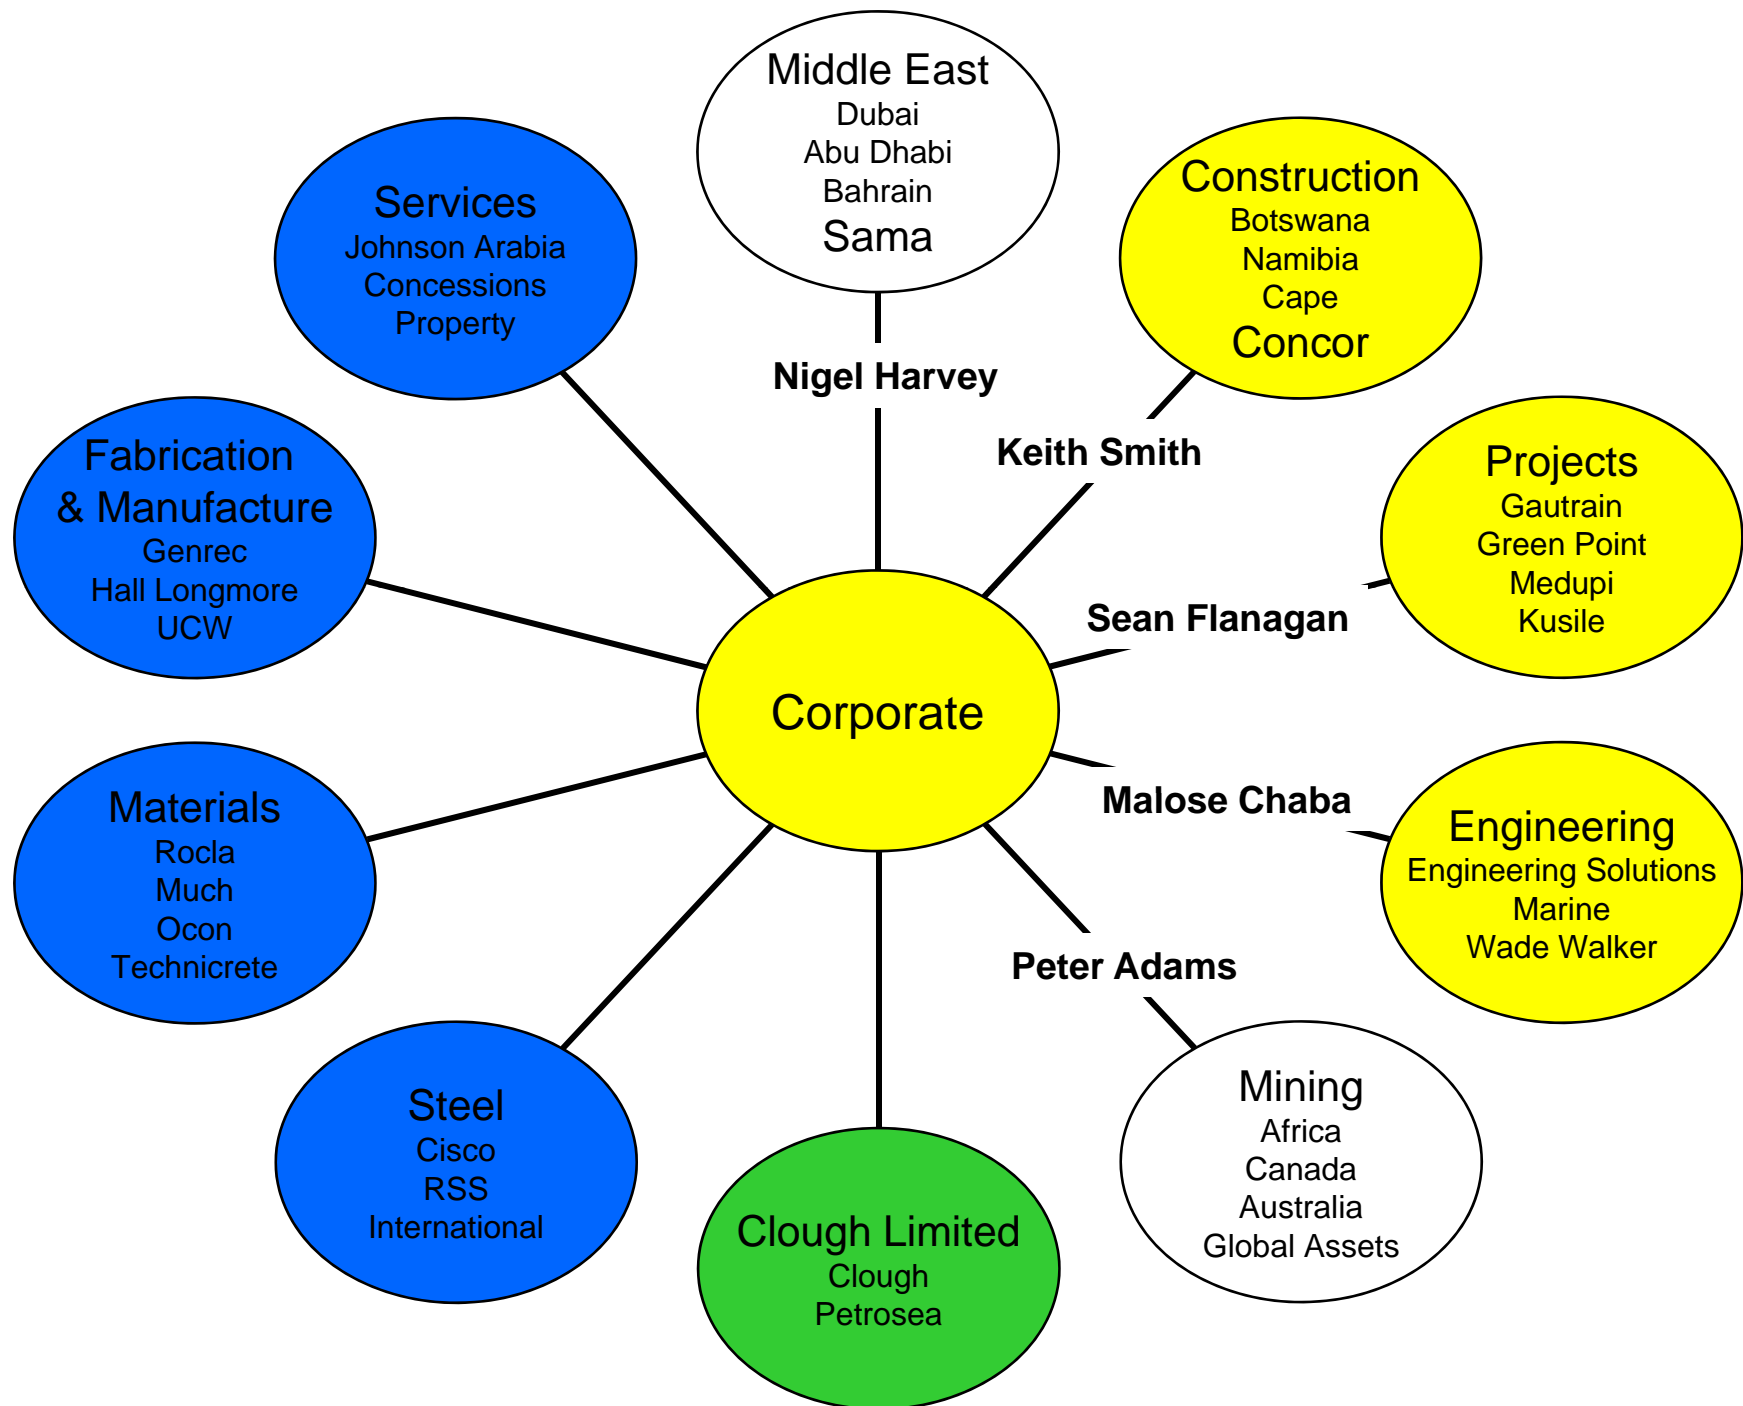 Middle East
Dubai
Abu Dhabi
Bahrain
Sama
Services
Johnson Arabia
Concessions
Property
Construction
Botswana
Namibia
Cape
Concor
Nigel Harvey
Keith Smith
Fabrication
& Manufacture
Genrec
Hall Longmore
UCW
Projects
Gautrain
Green Point
Medupi
Kusile
Sean Flanagan
Corporate
Malose Chaba
Materials
Rocla
Much
Ocon
Technicrete
Engineering
Engineering Solutions
Marine
Wade Walker
Peter Adams
Steel
Cisco
RSS
International
Mining
Africa
Canada
Australia
Global Assets
Clough Limited
Clough
Petrosea